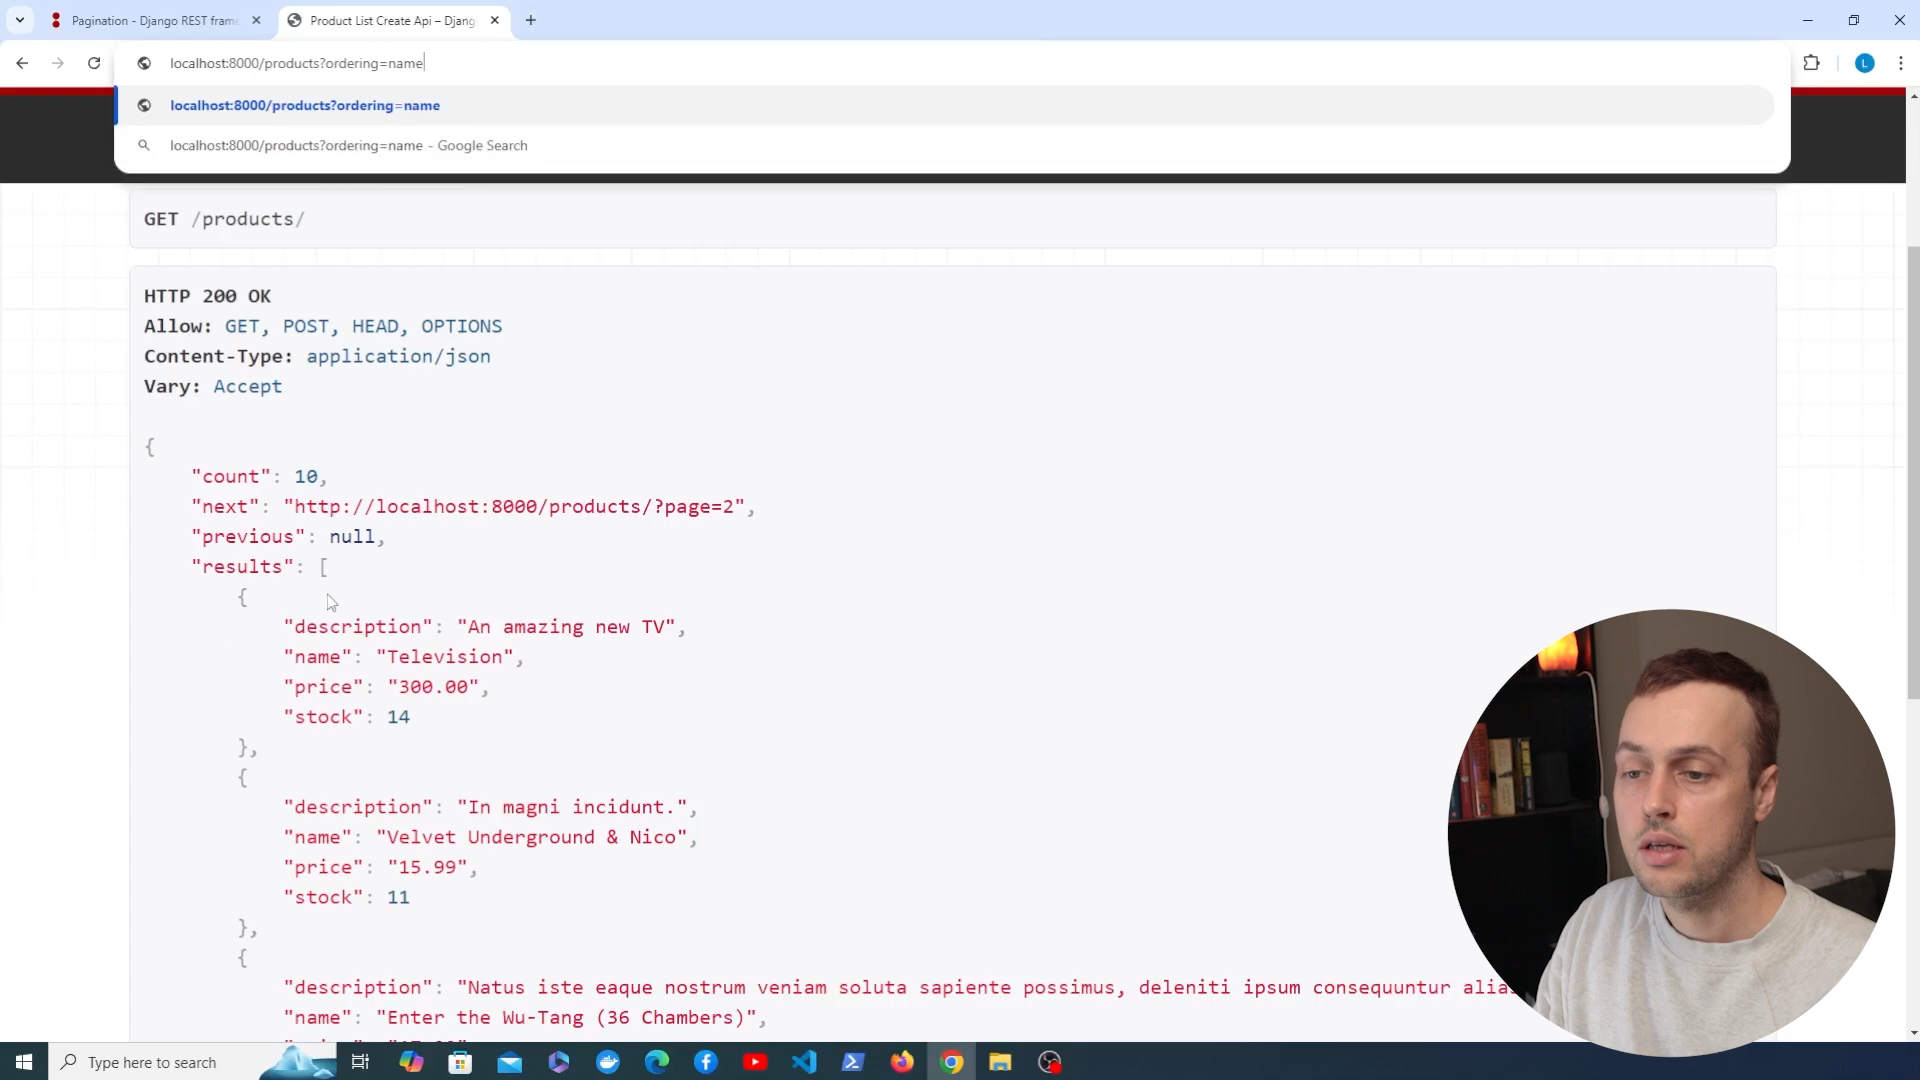 Pagination - Django REST frame
Product List Create Api – Djang
localhost:8000/products?ordering=name
L
localhost:8000/products?ordering=name
localhost:8000/products?ordering=name - Google Search
GET /products/
HTTP 200 OK
Allow: GET, POST, HEAD, OPTIONS
Content-Type: application/json
Vary: Accept
{
"count": 10,
"next": "http://localhost:8000/products/?page=2",
"previous": null,
"results": [
{
"description": "An amazing new TV",
"name": "Television",
"price": "300.00",
"stock": 14
},
{
"description": "In magni incidunt.",
"name": "Velvet Underground & Nico",
"price": "15.99",
"stock": 11
},
{
"description": "Natus iste eaque nostrum veniam soluta sapiente possimus, deleniti ipsum consequuntur alias
"name": "Enter the Wu-Tang (36 Chambers)",
Type here to search